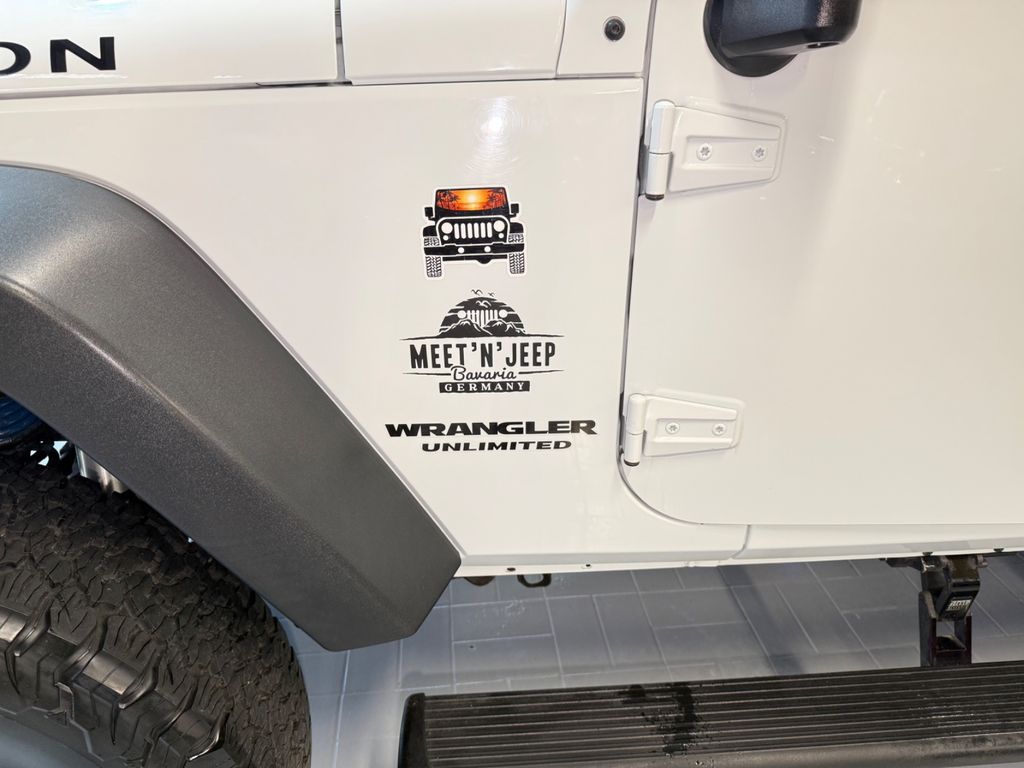 ON
MEET'N'JEEP
Bavaria
GERMANY
WRANGLER
UNLIMITED